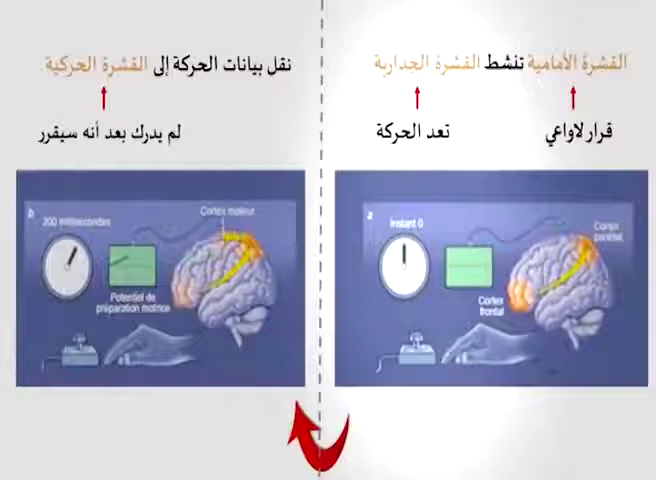 القشرة الأمامية تنشط القشرة الجدارية
قرار لاواعي
تعد الحركة
a
Instant 0
Cortex pariétal
Cortex frontal
نقل بيانات الحركة إلى القشرة الحركية
لم يدرك بعد أنه سيقرر
b
200 millisecondes
Cortex moteur
Potentiel de
préparation motrice